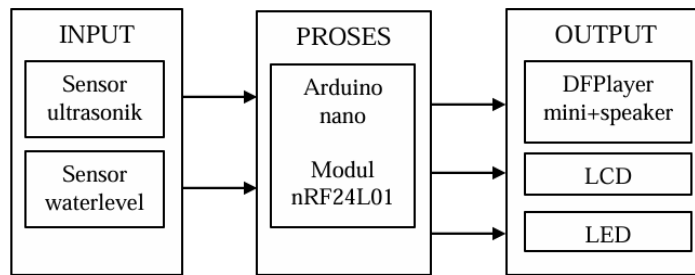 INPUT
Sensor
ultrasonik
Sensor
waterlevel
PROSES
Arduino
nano
Modul
nRF24L01
OUTPUT
DFPlayer
mini+speaker
LCD
LED